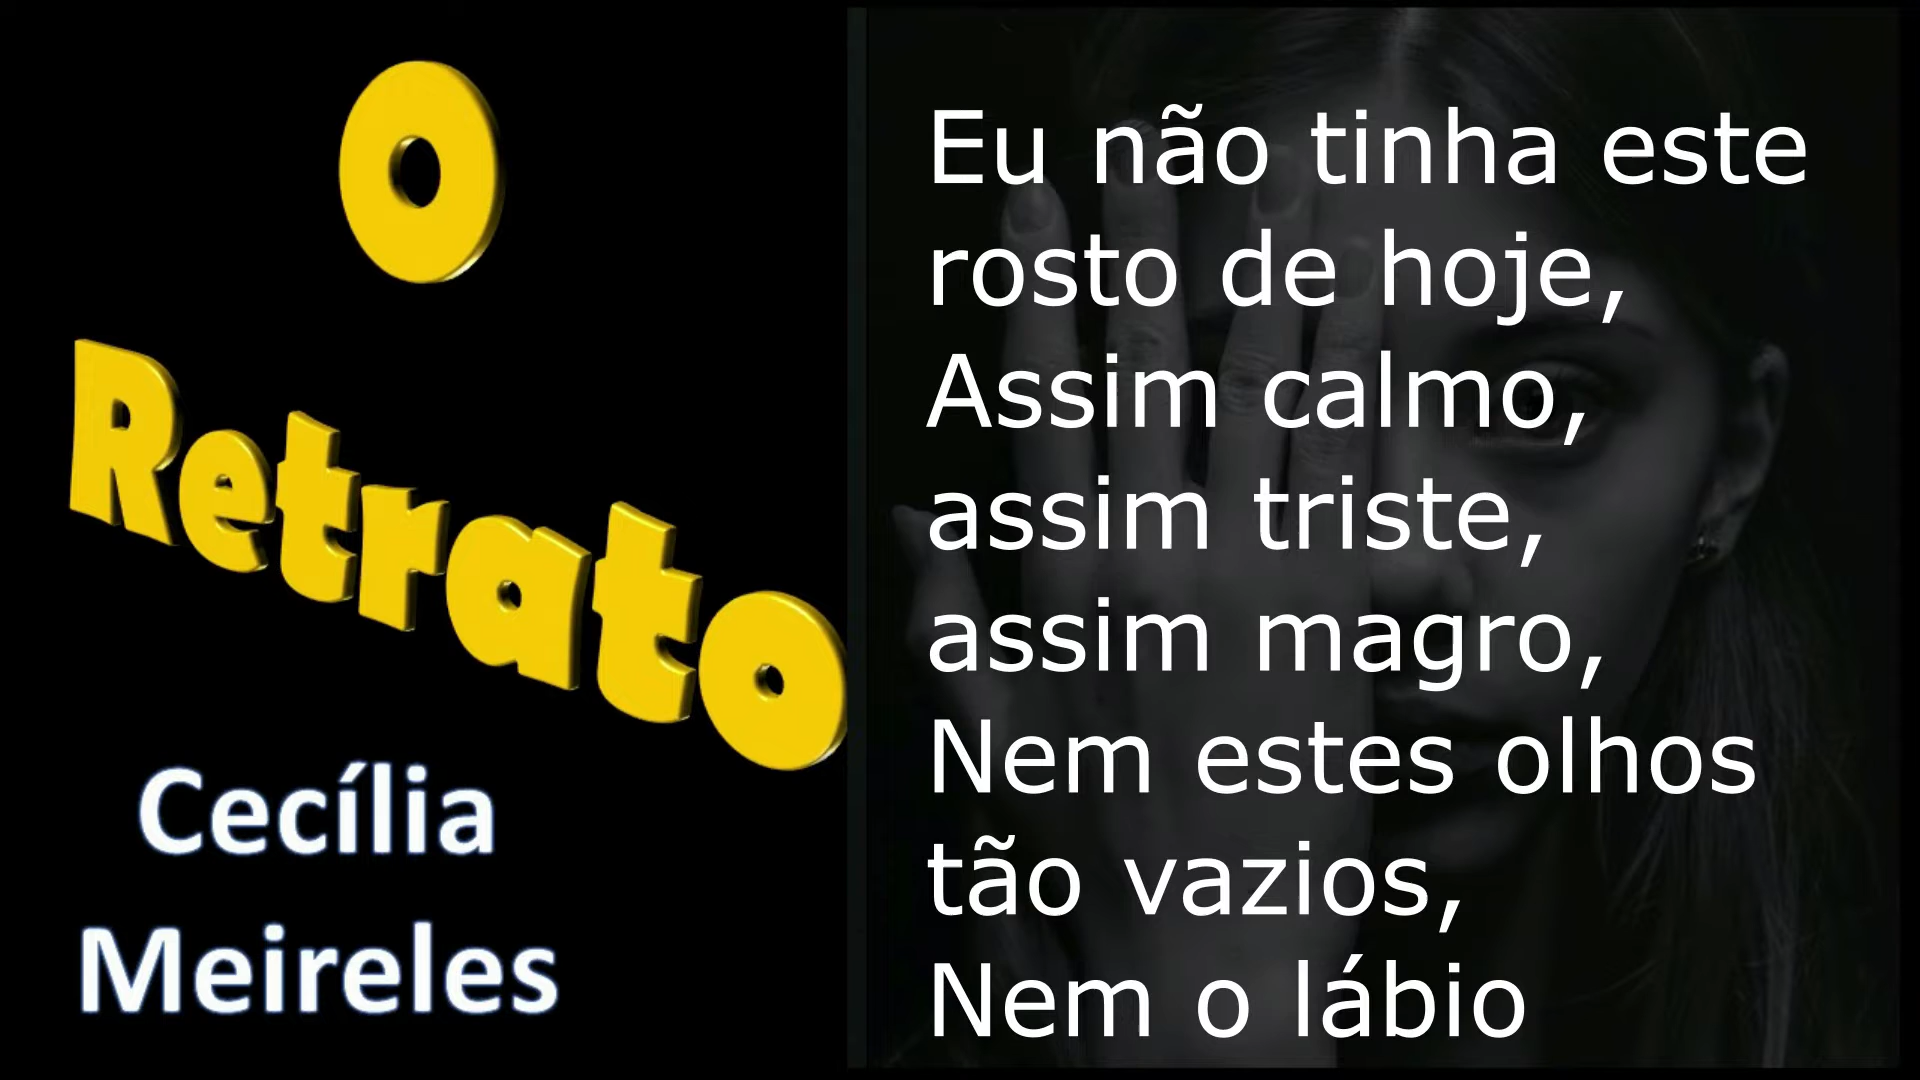 O
Retrato
Cecília
Meireles
Eu não tinha este
rosto de hoje,
Assim calmo,
assim triste,
assim magro,
Nem estes olhos
tão vazios,
Nem o lábio